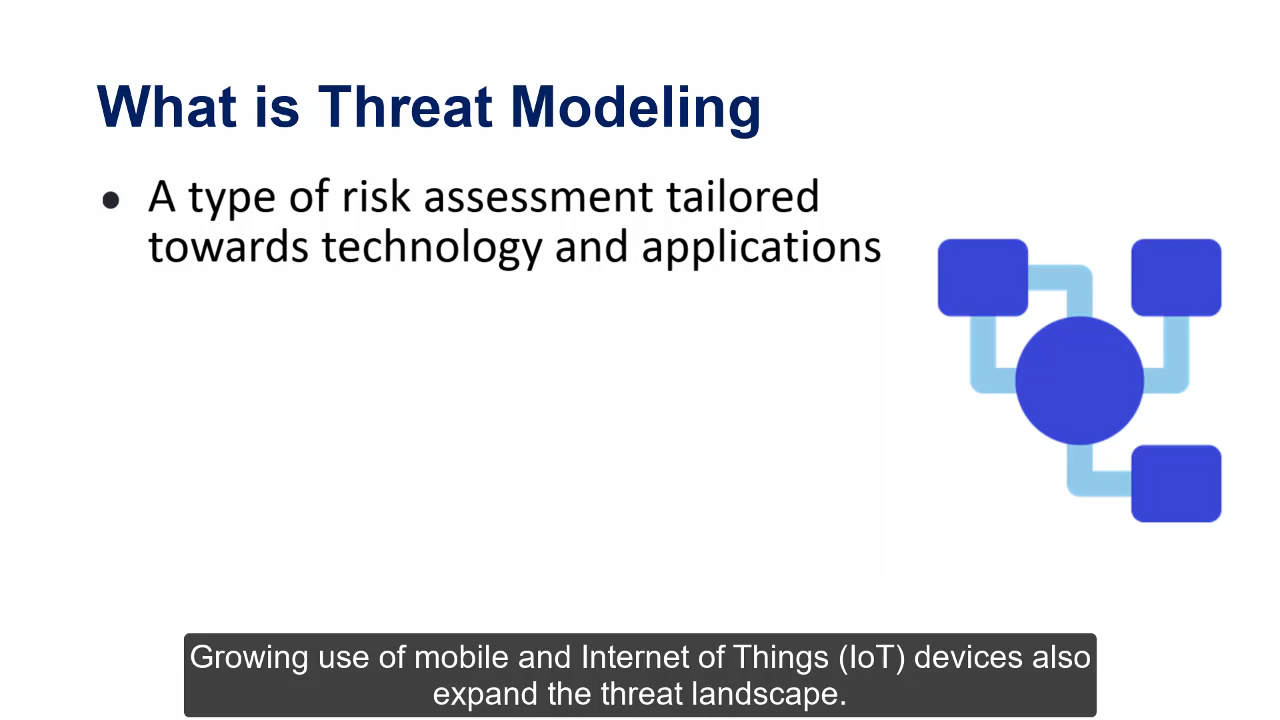 What is Threat Modeling
• A type of risk assessment tailored
towards technology and applications
Growing use of mobile and Internet of Things (IoT) devices also
expand the threat landscape.